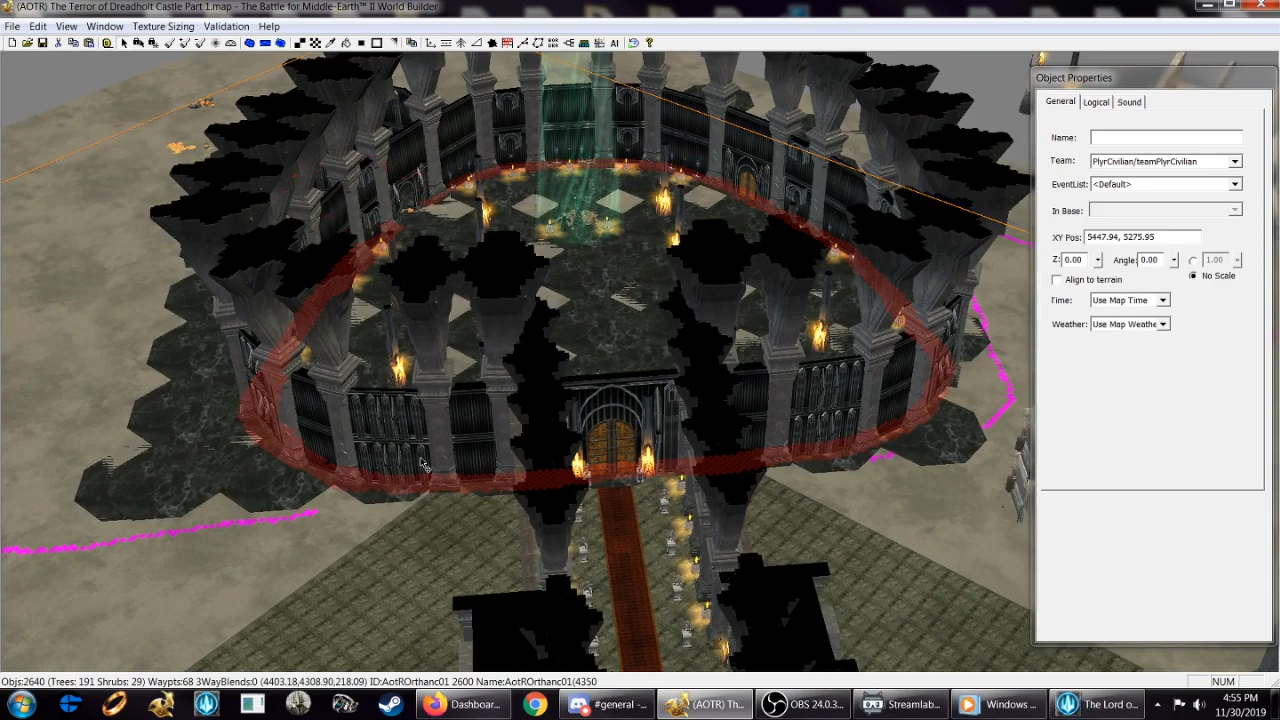 (AOTR) The Terror of Dreadholt Castle Part 1.map - The Battle for Middle-Earth™ II World Builder
File Edit View Window Texture Sizing Validation Help
AI
Object Properties
General Logical Sound
Name:
Team: PlyrCivilian/teamPlyrCivilian
EventList: <Default>
In Base:
XY Pos: 5447.94, 5275.95
Z: 0.00 Angle: 0.00 1.00
No Scale
Align to terrain
Time: Use Map Time
Weather: Use Map Weathe
Objs:2640 (Trees: 191 Shrubs: 29) Waypts:68 3WayBlends:0 (4403.18,4308.90,218.09) ID:AotROrthanc01 2600 Name:AotROrthanc01(4350
NUM
Dashboar... #general -... (AOTR) Th... OBS 24.0.3... Streamlab... Windows ... The Lord o...
4:55 PM
11/30/2019